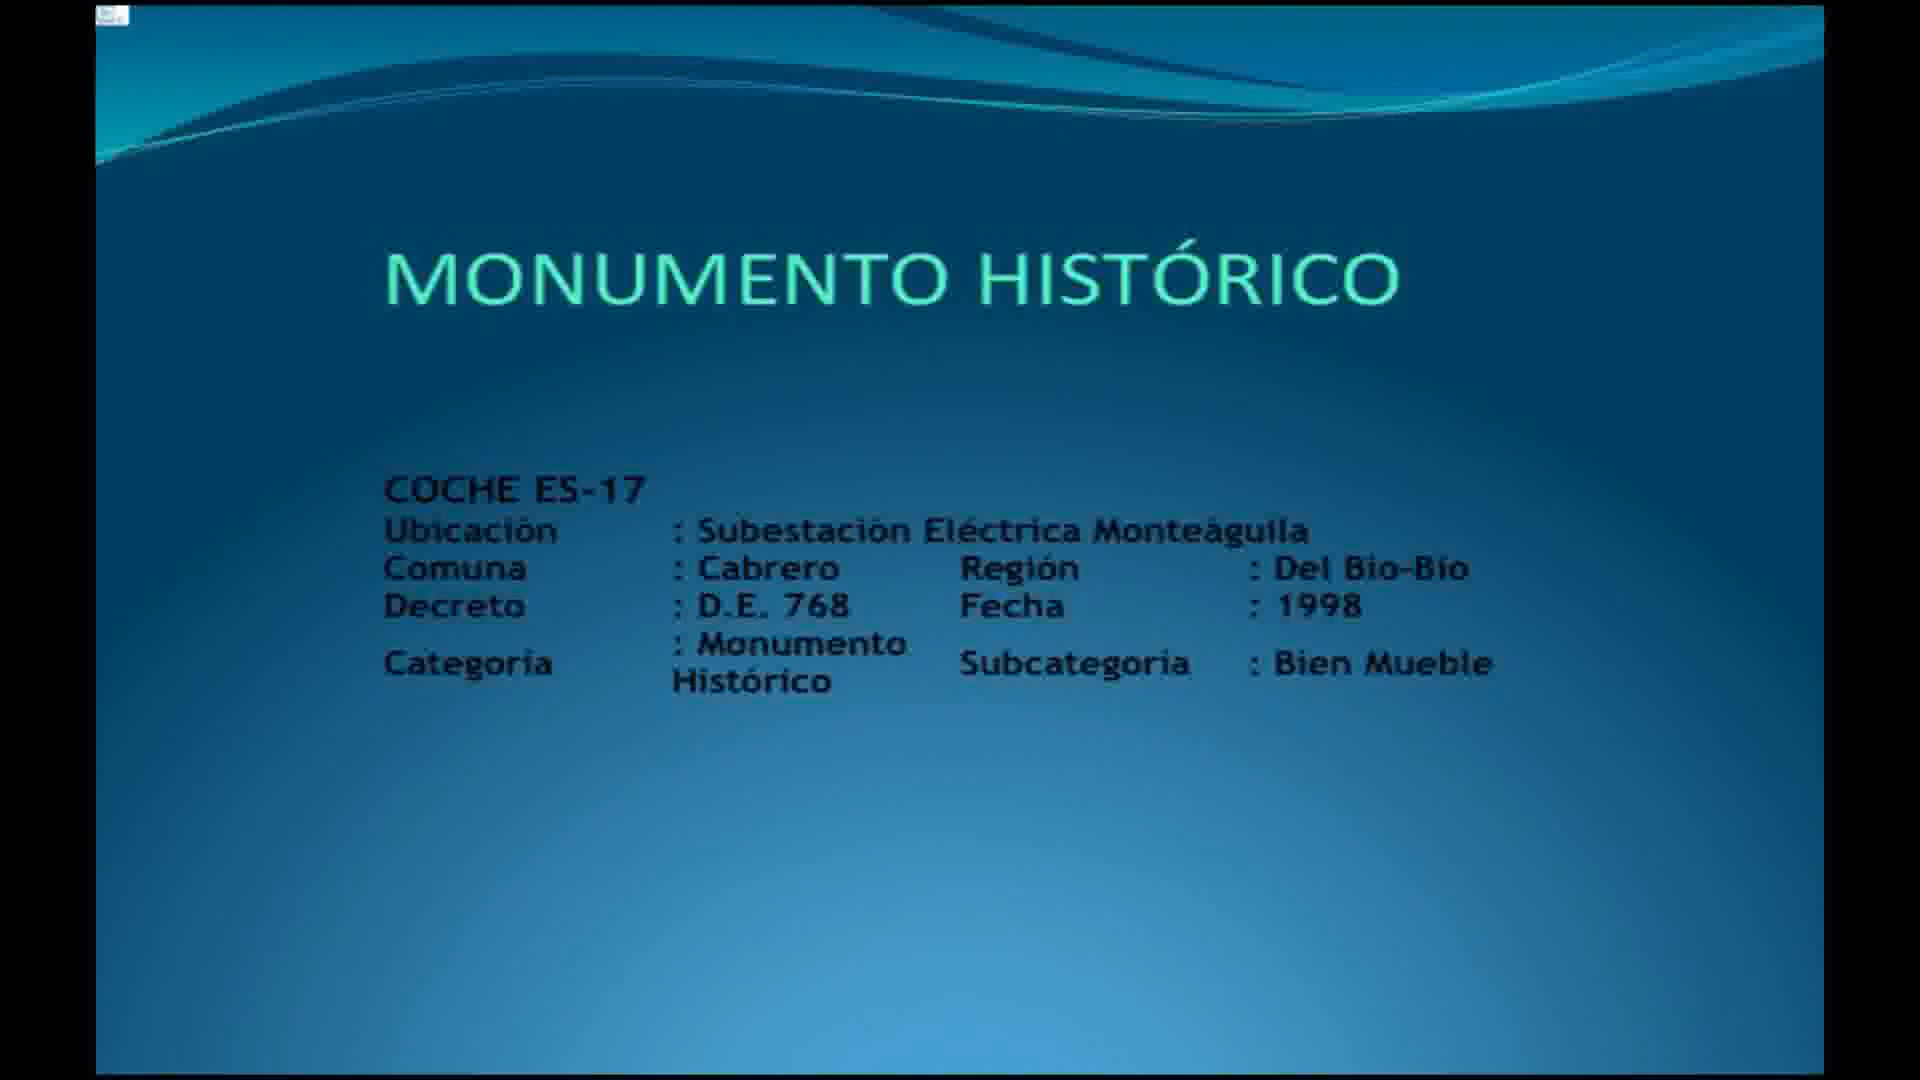 MONUMENTO HISTÓRICO
COCHE ES-17
Ubicación : Subestación Eléctrica Monteáguila
Comuna : Cabrero Región : Del Bio-Bío
Decreto : D.E. 768 Fecha : 1998
Categoría : Monumento Histórico Subcategoría : Bien Mueble